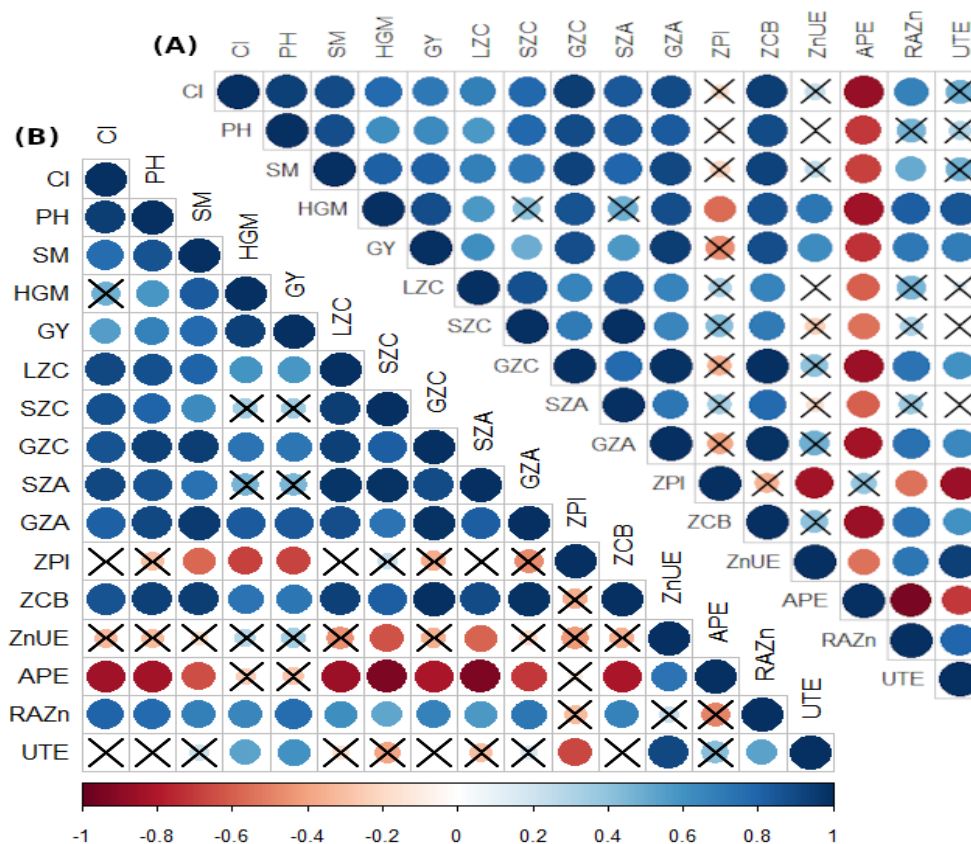 (A) CI PH SM HGM GY LZC SZC GZC SZA GZA ZPI ZCB ZnUE APE RAZn UTE
CI
PH
SM
HGM
GY
LZC
SZC
GZC
SZA
GZA
ZPI
ZCB
ZnUE
APE
RAZn
UTE
(B) CI PH SM HGM GY LZC SZC GZC SZA GZA ZPI ZCB ZnUE APE RAZn UTE
CI
PH
SM
HGM
GY
LZC
SZC
GZC
SZA
GZA
ZPI
ZCB
ZnUE
APE
RAZn
UTE
-1 -0.8 -0.6 -0.4 -0.2 0 0.2 0.4 0.6 0.8 1